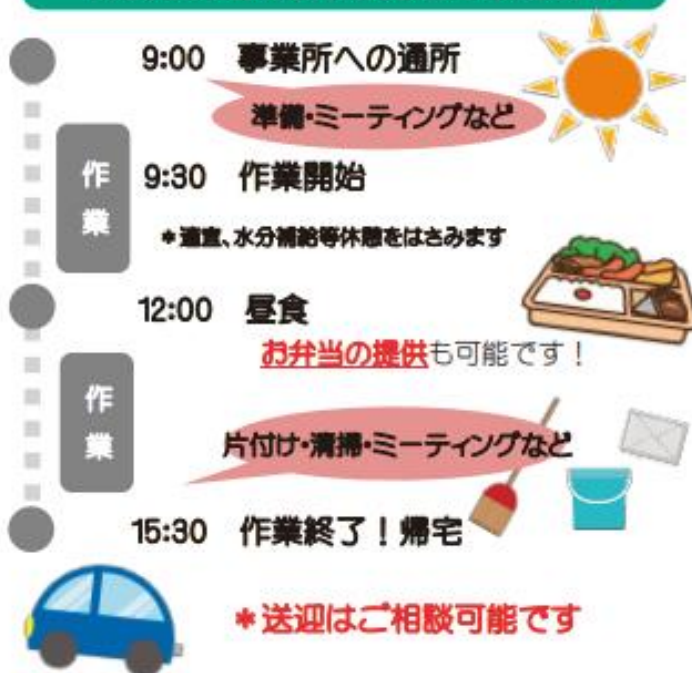 9:00 事業所への通所
準備・ミーティングなど
作業
9:30 作業開始
*適宜、水分補給等休憩をはさみます
12:00 昼食
お弁当の提供も可能です！
作業
片付け・清掃・ミーティングなど
15:30 作業終了！帰宅
*送迎はご相談可能です